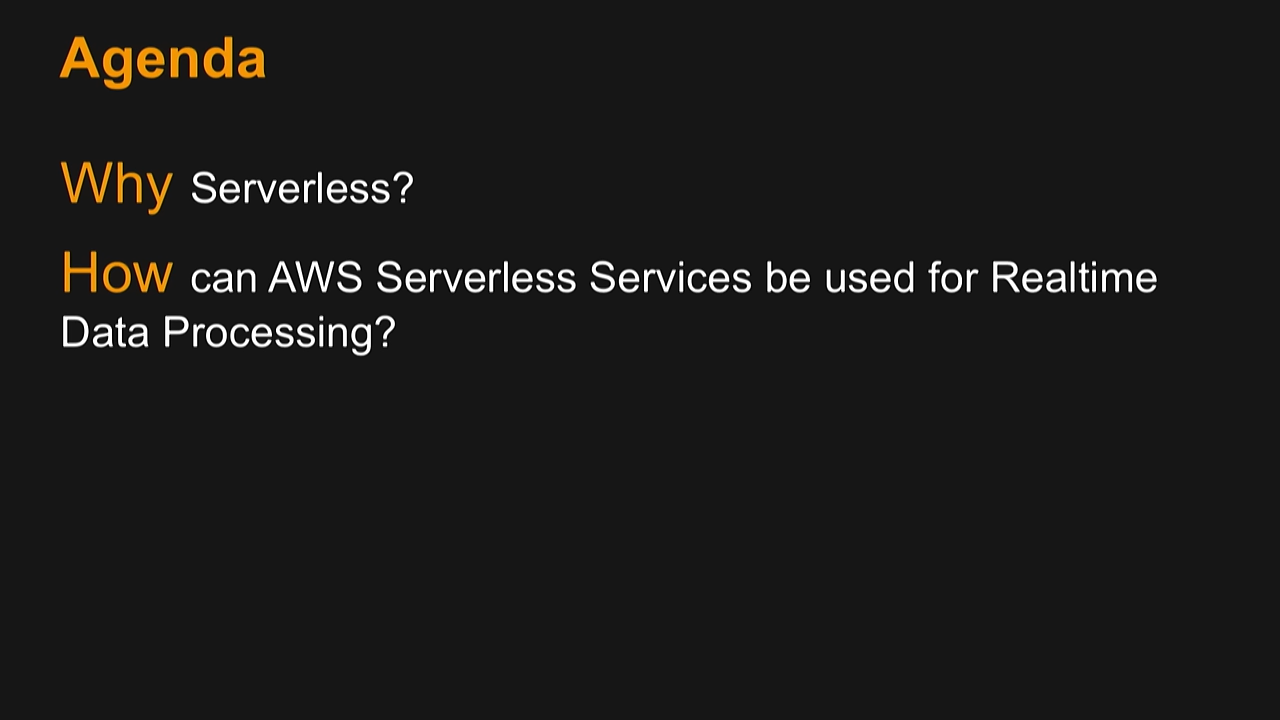 Agenda
Why Serverless?
How can AWS Serverless Services be used for Realtime
Data Processing?